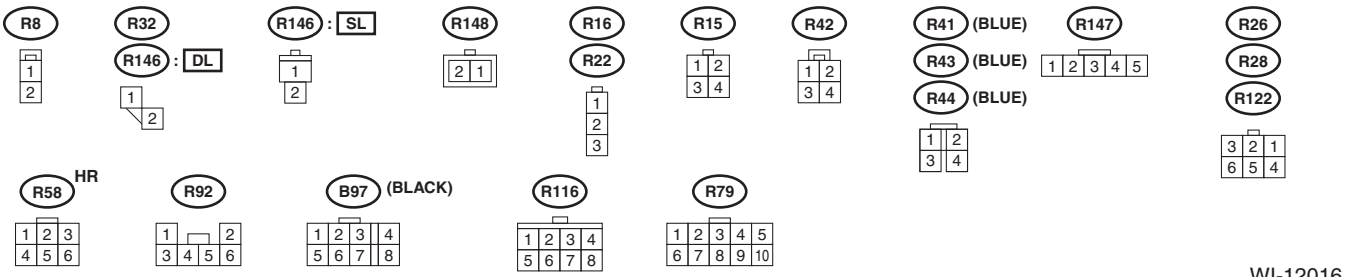 R8 R32 R146 : SL R148 R16 R15 R42 R41 (BLUE) R147 R26
R146 : DL R22 R43 (BLUE) R28
R44 (BLUE) R122
1
2
1
2
1
2
2 1
1
2
3
1 2
3 4
1 2
3 4
1 2
3 4
1 2 3 4 5
3 2 1
6 5 4
R58 HR R92 B97 (BLACK) R116 R79
1 2 3
4 5 6
1 2
3 4 5 6
1 2 3 4
5 6 7 8
1 2 3 4
5 6 7 8
1 2 3 4 5
6 7 8 9 10
WI-12016